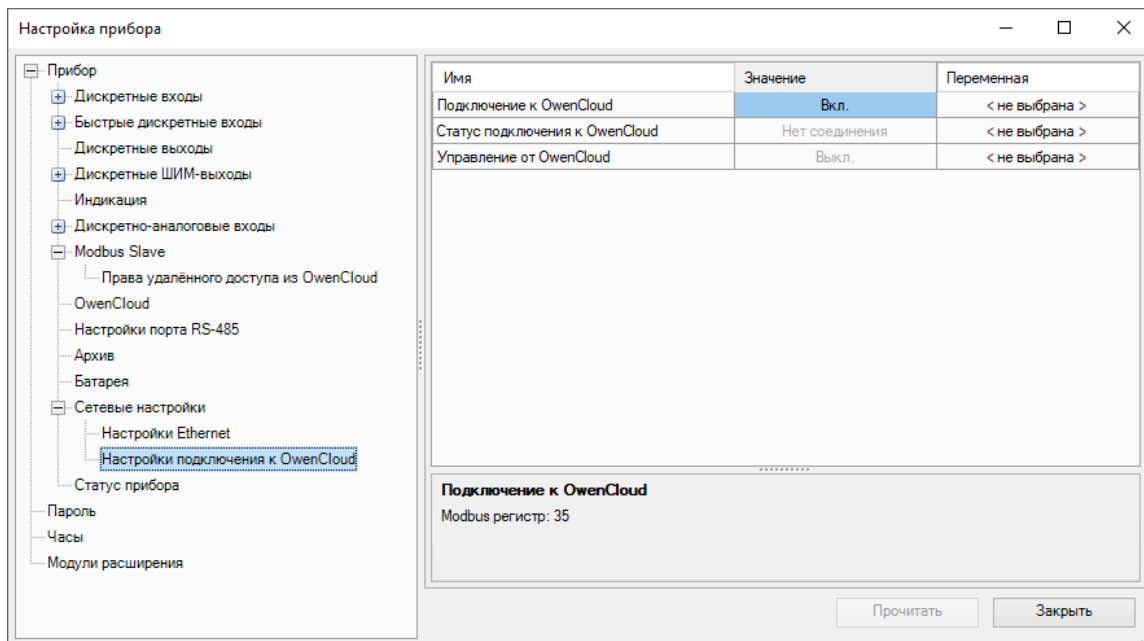 Настройка прибора
Прибор
Дискретные входы
Быстрые дискретные входы
Дискретные выходы
Дискретные ШИМ-выходы
Индикация
Дискретно-аналоговые входы
Modbus Slave
Права удалённого доступа из OwenCloud
OwenCloud
Настройки порта RS-485
Архив
Батарея
Сетевые настройки
Настройки Ethernet
Настройки подключения к OwenCloud
Статус прибора
Пароль
Часы
Модули расширения
Имя Значение Переменная
Подключение к OwenCloud Вкл. < не выбрана >
Статус подключения к OwenCloud Нет соединения < не выбрана >
Управление от OwenCloud Выкл. < не выбрана >
Подключение к OwenCloud
Modbus регистр: 35
Прочитать Закрыть